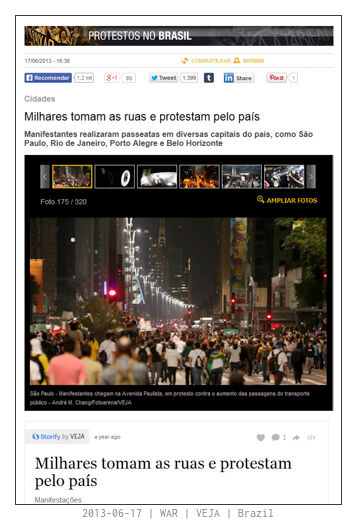 PROTESTOS NO BRASIL
17/06/2013 - 16:36
COMPARTILHAR IMPRIMIR
Recomendar 1,2 mil +1 85 Tweet 1,399 Share Pinit 1
Cidades
Milhares tomam as ruas e protestam pelo país
Manifestantes realizaram passeatas em diversas capitais do país, como São
Paulo, Rio de Janeiro, Porto Alegre e Belo Horizonte
Foto 175 / 320
AMPLIAR FOTOS
São Paulo - Manifestantes chegam na Avenida Paulista, em protesto contra o aumento das passagens do transporte
público - André M. Chang/Fotoarena/VEJA
Storify by VEJA a year ago
1
Milhares tomam as ruas e protestam
pelo país
Manifestações
2013-06-17 | WAR | VEJA | Brazil